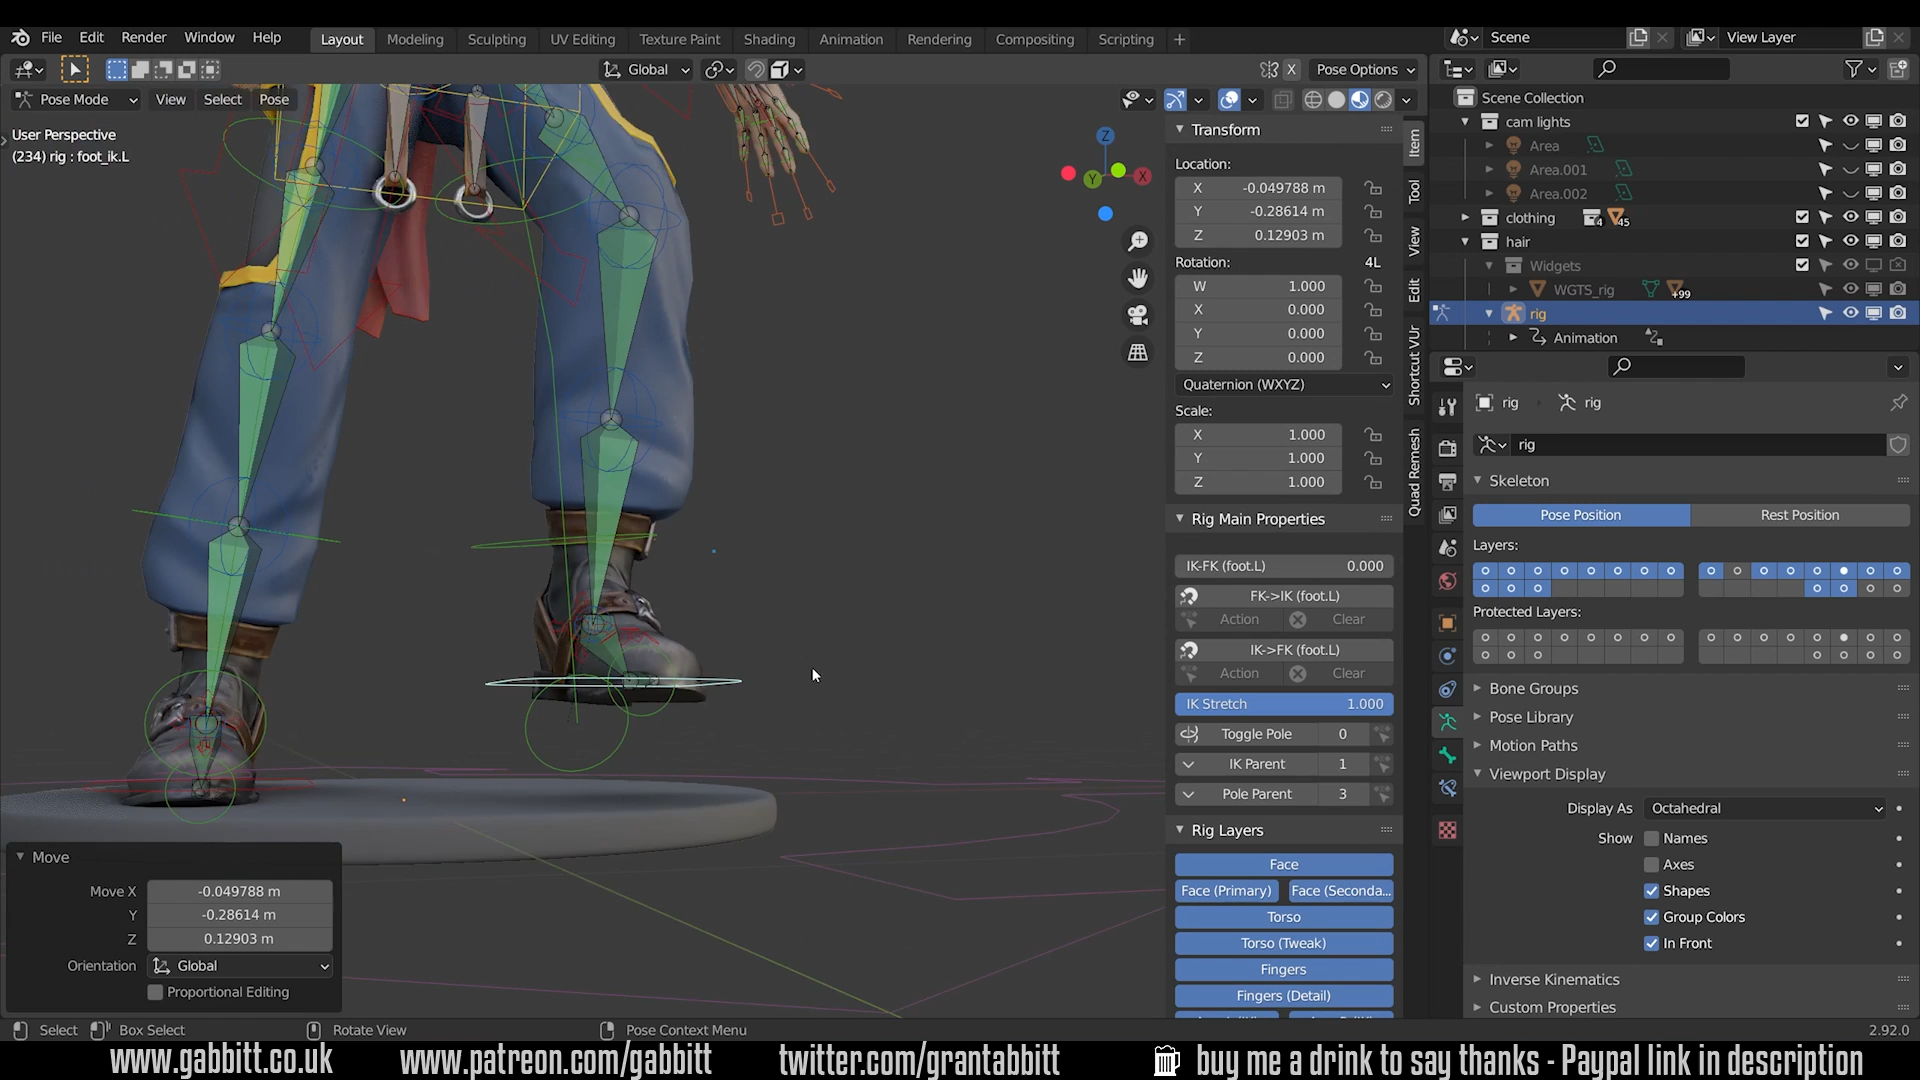 File Edit Render Window Help Layout Modeling Sculpting UV Editing Texture Paint Shading Animation Rendering Compositing Scripting + Scene View Layer
Global X Pose Options
Pose Mode View Select Pose
User Perspective
(234) rig : foot_ik.L
Z
Y
X
Transform
Location:
X -0.049788 m
Y -0.28614 m
Z 0.12903 m
Rotation: 4L
W 1.000
X 0.000
Y 0.000
Z 0.000
Quaternion (WXYZ)
Scale:
X 1.000
Y 1.000
Z 1.000
Rig Main Properties
IK-FK (foot.L) 0.000
FK->IK (foot.L)
Action Clear
IK->FK (foot.L)
Action Clear
IK Stretch 1.000
Toggle Pole 0
IK Parent 1
Pole Parent 3
Rig Layers
Face
Face (Primary) Face (Seconda...
Torso
Torso (Tweak)
Fingers
Fingers (Detail)
Item
Tool
View
Edit
Shortcut VUr
Quad Remesh
Scene Collection
cam lights
Area
Area.001
Area.002
clothing 4 45
hair
Widgets
WGTS_rig +99
rig
Animation
rig rig
rig
Skeleton
Pose Position Rest Position
Layers:
Protected Layers:
Bone Groups
Pose Library
Motion Paths
Viewport Display
Display As Octahedral
Show Names
Axes
Shapes
Group Colors
In Front
Inverse Kinematics
Custom Properties
Move
Move X -0.049788 m
Y -0.28614 m
Z 0.12903 m
Orientation Global
Proportional Editing
Select Box Select Rotate View Pose Context Menu 2.92.0
www.gabbitt.co.uk www.patreon.com/gabbitt twitter.com/grantabbitt buy me a drink to say thanks - Paypal link in description